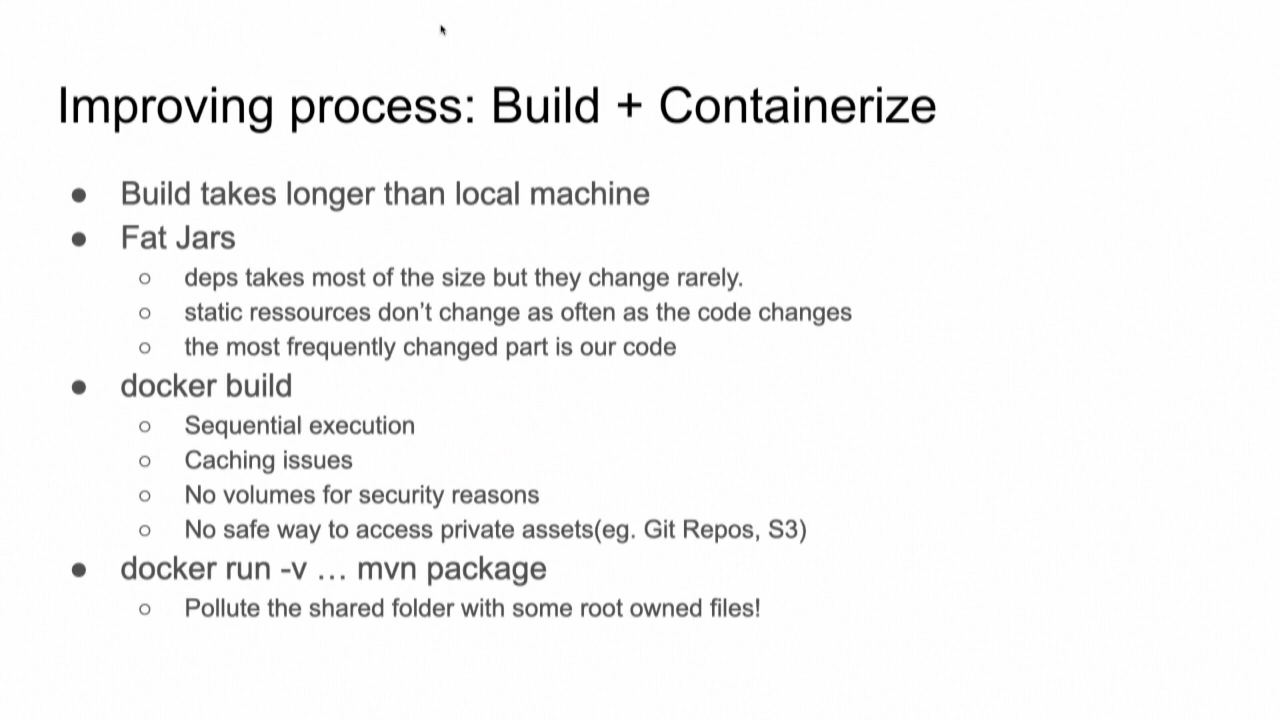 Improving process: Build + Containerize
● Build takes longer than local machine
● Fat Jars
○ deps takes most of the size but they change rarely.
○ static ressources don't change as often as the code changes
○ the most frequently changed part is our code
● docker build
○ Sequential execution
○ Caching issues
○ No volumes for security reasons
○ No safe way to access private assets(eg. Git Repos, S3)
● docker run -v … mvn package
○ Pollute the shared folder with some root owned files!